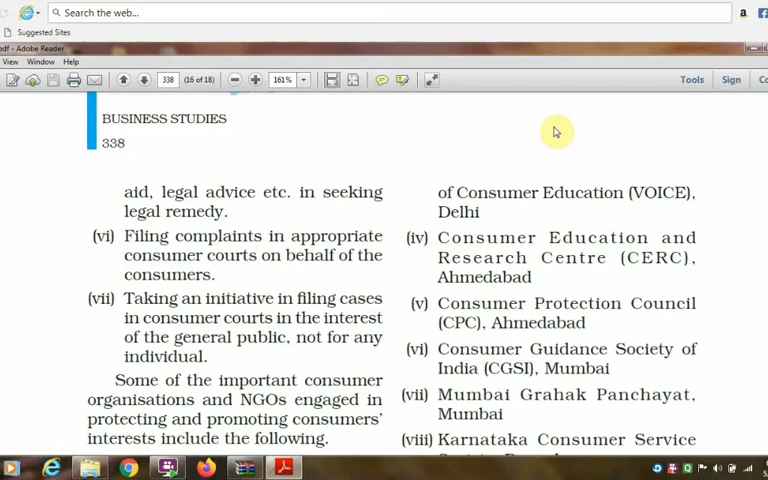 Search the web...
a
Suggested Sites
pdf - Adobe Reader
View Window Help
338 (16 of 18) 161% Tools Sign
BUSINESS STUDIES
338
aid, legal advice etc. in seeking
legal remedy.
(vi) Filing complaints in appropriate
consumer courts on behalf of the
consumers.
(vii) Taking an initiative in filing cases
in consumer courts in the interest
of the general public, not for any
individual.
Some of the important consumer
organisations and NGOs engaged in
protecting and promoting consumers'
interests include the following.
of Consumer Education (VOICE),
Delhi
(iv) Consumer Education and
Research Centre (CERC),
Ahmedabad
(v) Consumer Protection Council
(CPC), Ahmedabad
(vi) Consumer Guidance Society of
India (CGSI), Mumbai
(vii) Mumbai Grahak Panchayat,
Mumbai
(viii) Karnataka Consumer Service